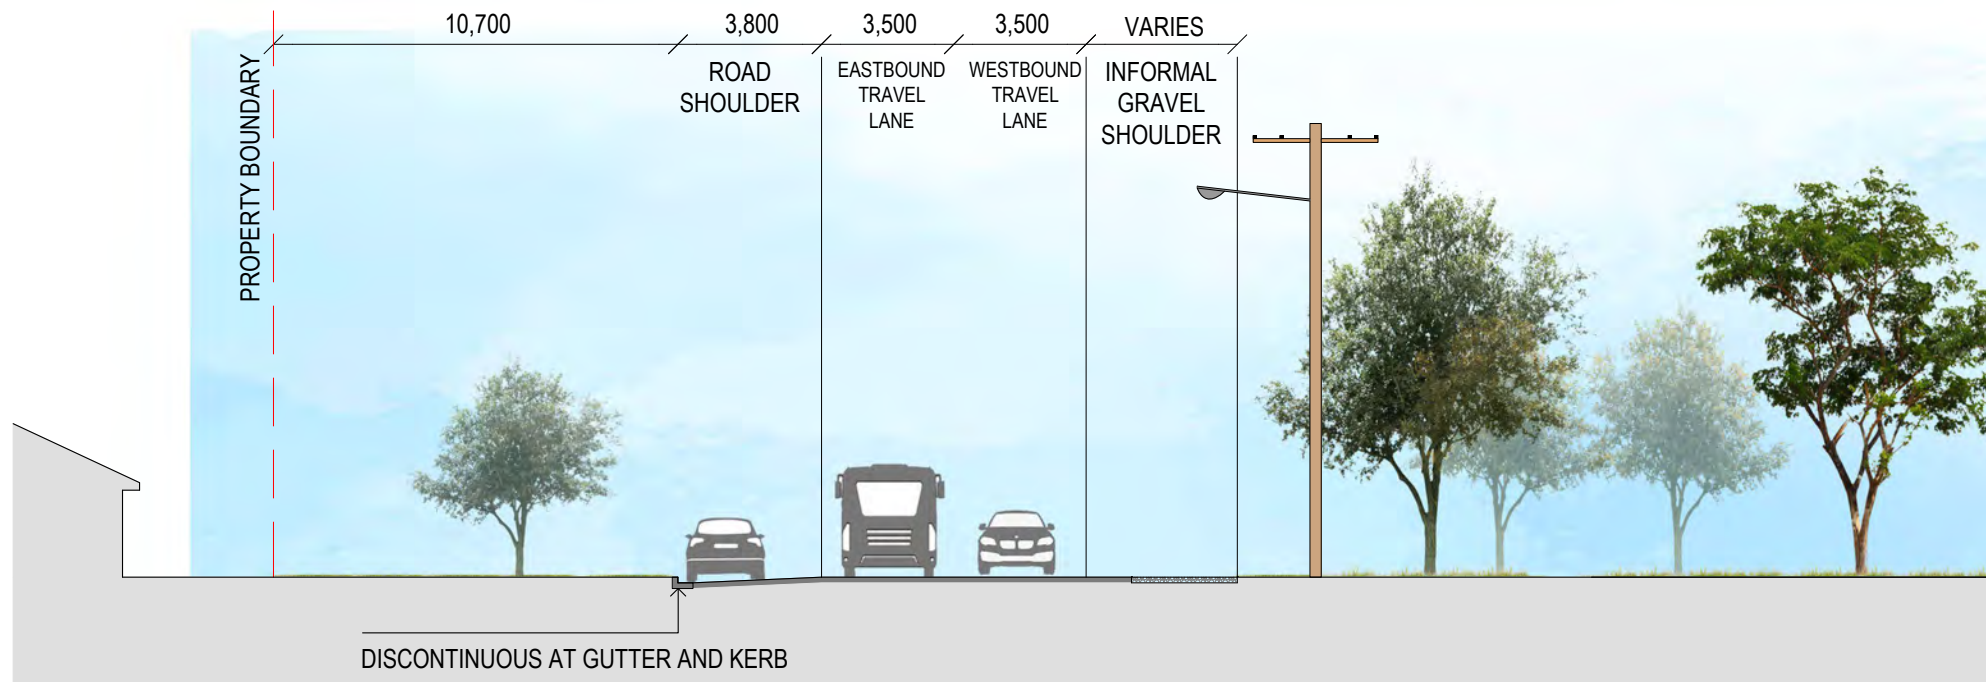 10,700
3,800
3,500
3,500
VARIES
PROPERTY BOUNDARY
ROAD
SHOULDER
EASTBOUND
TRAVEL
LANE
WESTBOUND
TRAVEL
LANE
INFORMAL
GRAVEL
SHOULDER
DISCONTINUOUS AT GUTTER AND KERB